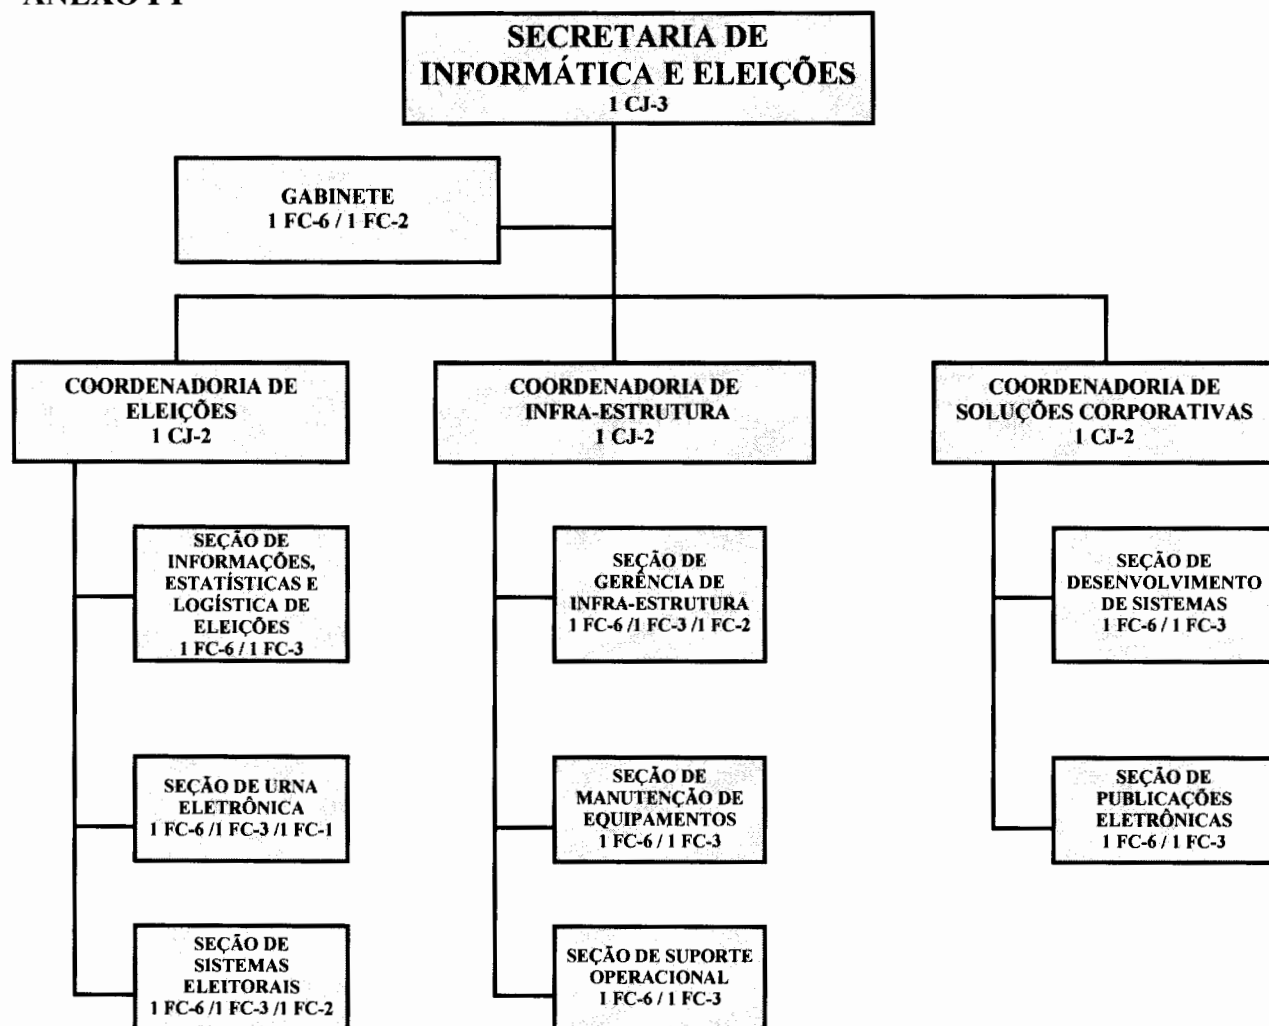 SECRETARIA DE
INFORMÁTICA E ELEIÇÕES
1 CJ-3
GABINETE
1 FC-6 / 1 FC-2
COORDENADORIA DE
ELEIÇÕES
1 CJ-2
COORDENADORIA DE
INFRA-ESTRUTURA
1 CJ-2
COORDENADORIA DE
SOLUÇÕES CORPORATIVAS
1 CJ-2
SEÇÃO DE
INFORMAÇÕES,
ESTATÍSTICAS E
LOGÍSTICA DE
ELEIÇÕES
1 FC-6 / 1 FC-3
SEÇÃO DE
GERÊNCIA DE
INFRA-ESTRUTURA
1 FC-6 /1 FC-3 /1 FC-2
SEÇÃO DE
DESENVOLVIMENTO
DE SISTEMAS
1 FC-6 / 1 FC-3
SEÇÃO DE URNA
ELETRÔNICA
1 FC-6 /1 FC-3 /1 FC-1
SEÇÃO DE
MANUTENÇÃO DE
EQUIPAMENTOS
1 FC-6 / 1 FC-3
SEÇÃO DE
PUBLICAÇÕES
ELETRÔNICAS
1 FC-6 / 1 FC-3
SEÇÃO DE
SISTEMAS
ELEITORAIS
1 FC-6 /1 FC-3 /1 FC-2
SEÇÃO DE SUPORTE
OPERACIONAL
1 FC-6 / 1 FC-3